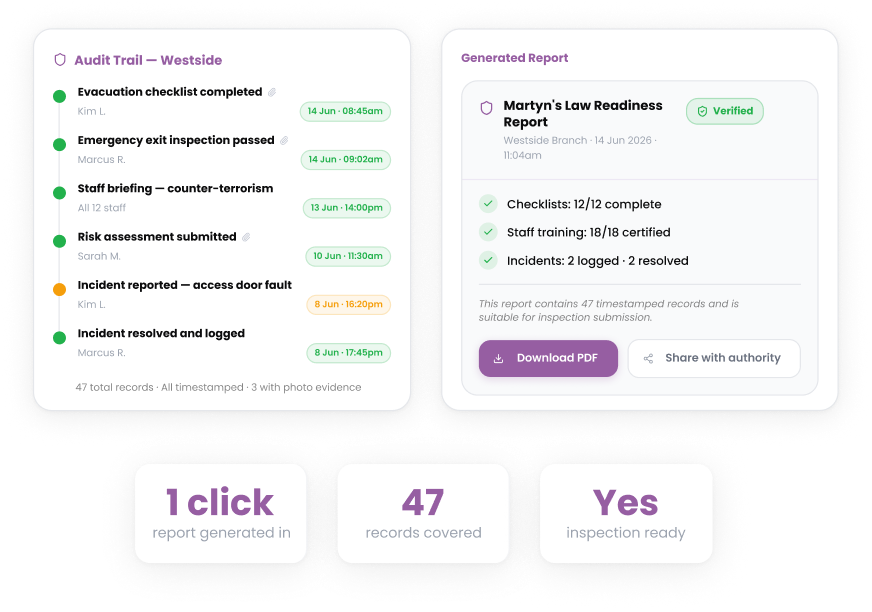 Audit Trail — Westside
Evacuation checklist completed
Kim L.
14 Jun · 08:45am
Emergency exit inspection passed
Marcus R.
14 Jun · 09:02am
Staff briefing — counter-terrorism
All 12 staff
13 Jun · 14:00pm
Risk assessment submitted
Sarah M.
10 Jun · 11:30am
Incident reported — access door fault
Kim L.
8 Jun · 16:20pm
Incident resolved and logged
Marcus R.
8 Jun · 17:45pm
47 total records · All timestamped · 3 with photo evidence
Generated Report
Martyn's Law Readiness
Report
Verified
Westside Branch · 14 Jun 2026 ·
11:04am
Checklists: 12/12 complete
Staff training: 18/18 certified
Incidents: 2 logged · 2 resolved
This report contains 47 timestamped records and is
suitable for inspection submission.
Download PDF
Share with authority
1 click
report generated in
47
records covered
Yes
inspection ready